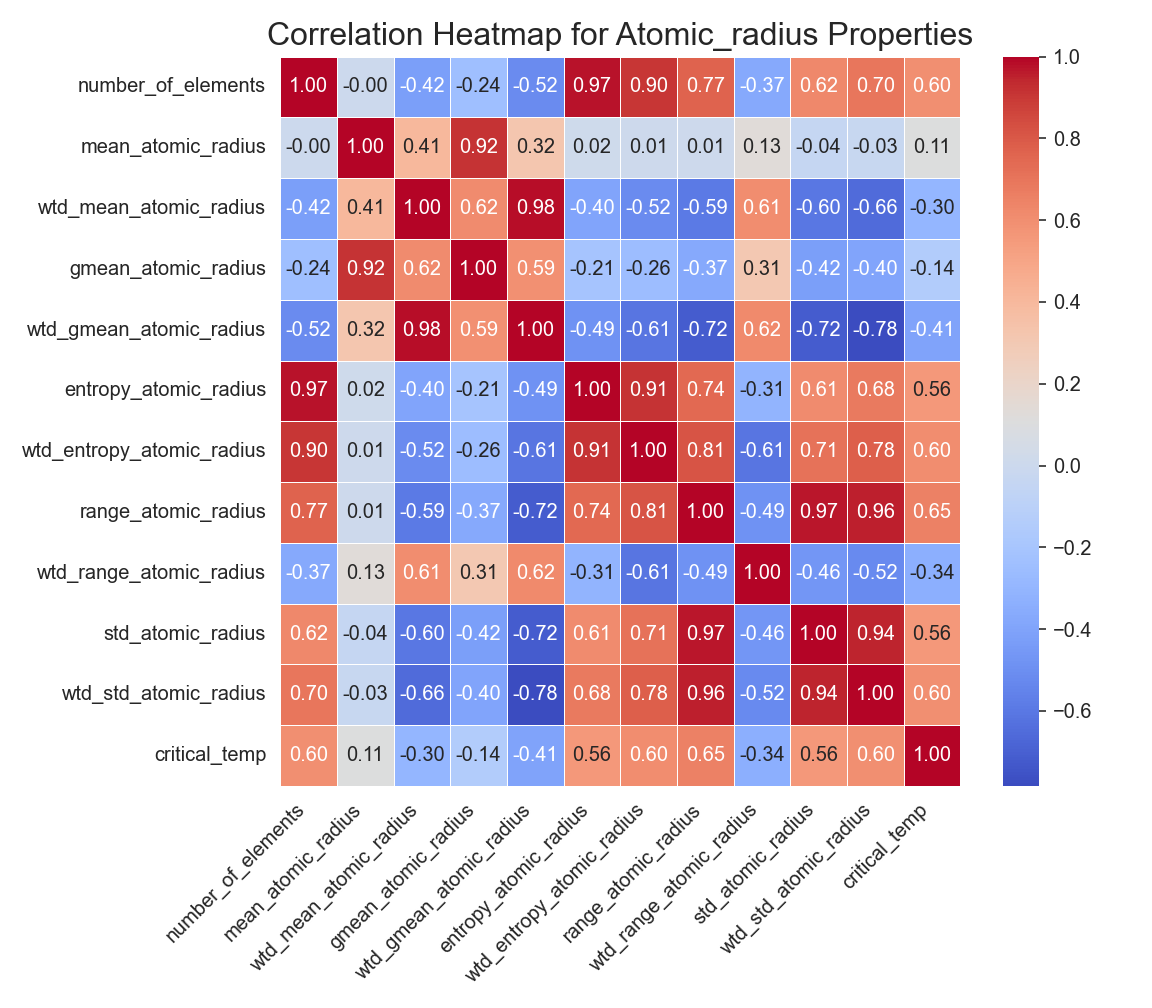 Correlation Heatmap for Atomic_radius Properties
number_of_elements 1.00 -0.00 -0.42 -0.24 -0.52 0.97 0.90 0.77 -0.37 0.62 0.70 0.60
mean_atomic_radius -0.00 1.00 0.41 0.92 0.32 0.02 0.01 0.01 0.13 -0.04 -0.03 0.11
wtd_mean_atomic_radius -0.42 0.41 1.00 0.62 0.98 -0.40 -0.52 -0.59 0.61 -0.60 -0.66 -0.30
gmean_atomic_radius -0.24 0.92 0.62 1.00 0.59 -0.21 -0.26 -0.37 0.31 -0.42 -0.40 -0.14
wtd_gmean_atomic_radius -0.52 0.32 0.98 0.59 1.00 -0.49 -0.61 -0.72 0.62 -0.72 -0.78 -0.41
entropy_atomic_radius 0.97 0.02 -0.40 -0.21 -0.49 1.00 0.91 0.74 -0.31 0.61 0.68 0.56
wtd_entropy_atomic_radius 0.90 0.01 -0.52 -0.26 -0.61 0.91 1.00 0.81 -0.61 0.71 0.78 0.60
range_atomic_radius 0.77 0.01 -0.59 -0.37 -0.72 0.74 0.81 1.00 -0.49 0.97 0.96 0.65
wtd_range_atomic_radius -0.37 0.13 0.61 0.31 0.62 -0.31 -0.61 -0.49 1.00 -0.46 -0.52 -0.34
std_atomic_radius 0.62 -0.04 -0.60 -0.42 -0.72 0.61 0.71 0.97 -0.46 1.00 0.94 0.56
wtd_std_atomic_radius 0.70 -0.03 -0.66 -0.40 -0.78 0.68 0.78 0.96 -0.52 0.94 1.00 0.60
critical_temp 0.60 0.11 -0.30 -0.14 -0.41 0.56 0.60 0.65 -0.34 0.56 0.60 1.00
number_of_elements
mean_atomic_radius
wtd_mean_atomic_radius
gmean_atomic_radius
wtd_gmean_atomic_radius
entropy_atomic_radius
wtd_entropy_atomic_radius
range_atomic_radius
wtd_range_atomic_radius
std_atomic_radius
wtd_std_atomic_radius
critical_temp
1.0
0.8
0.6
0.4
0.2
0.0
−0.2
−0.4
−0.6